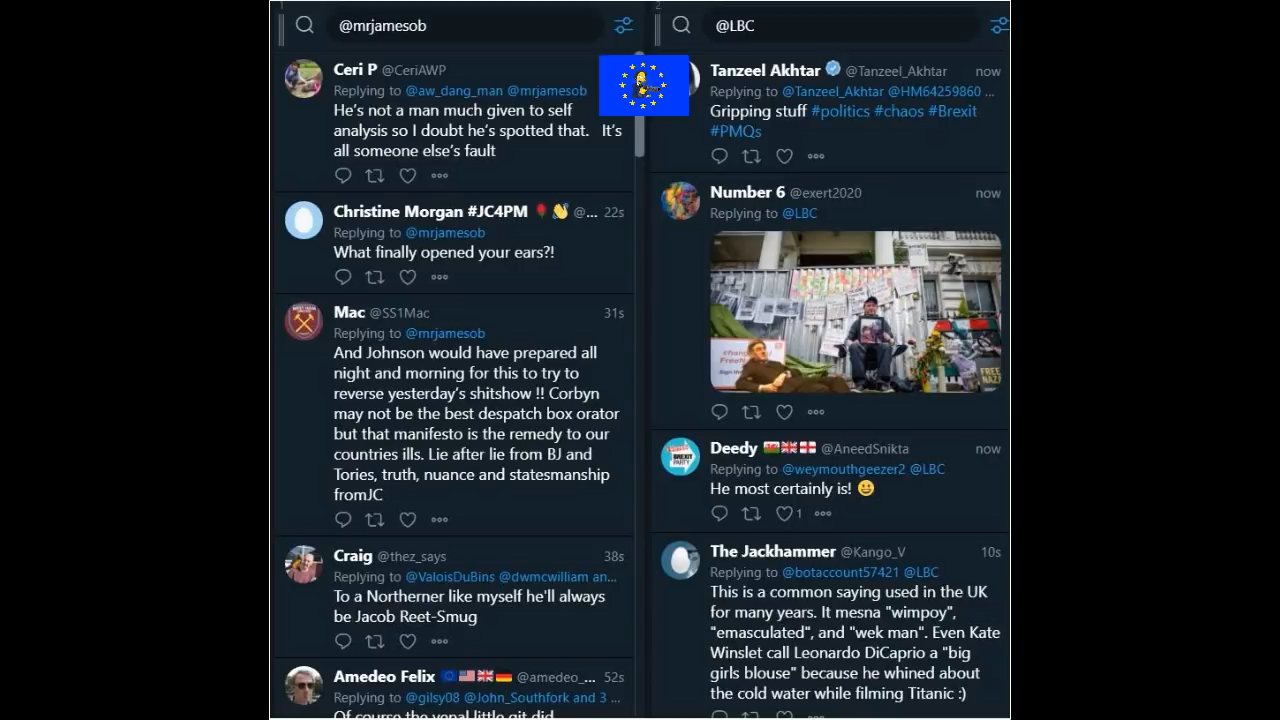 1
@mrjamesob
Ceri P @CeriAWP
Replying to @aw_dang_man @mrjamesob
He's not a man much given to self
analysis so I doubt he's spotted that. It's
all someone else's fault
Christine Morgan #JC4PM @... 22s
Replying to @mrjamesob
What finally opened your ears?!
Mac @SS1Mac 31s
Replying to @mrjamesob
And Johnson would have prepared all
night and morning for this to try to
reverse yesterday's shitshow !! Corbyn
may not be the best despatch box orator
but that manifesto is the remedy to our
countries ills. Lie after lie from BJ and
Tories, truth, nuance and statesmanship
fromJC
Craig @thez_says 38s
Replying to @ValoisDuBins @dwmcwilliam an...
To a Northerner like myself he'll always
be Jacob Reet-Smug
Amedeo Felix @amedeo_... 52s
Replying to @gilsy08 @John_Southfork and 3 ...
Of course the venal little git did
2
@LBC
Tanzeel Akhtar @Tanzeel_Akhtar now
Replying to @Tanzeel_Akhtar @HM64259860 ...
Gripping stuff #politics #chaos #Brexit
#PMQs
Number 6 @exert2020 now
Replying to @LBC
FREE
Deedy @AneedSnikta now
Replying to @weymouthgeezer2 @LBC
He most certainly is! 😃
1
The Jackhammer @Kango_V 10s
Replying to @botaccount57421 @LBC
This is a common saying used in the UK
for many years. It mesna "wimpoy",
"emasculated", and "wek man". Even Kate
Winslet call Leonardo DiCaprio a "big
girls blouse" because he whined about
the cold water while filming Titanic :)